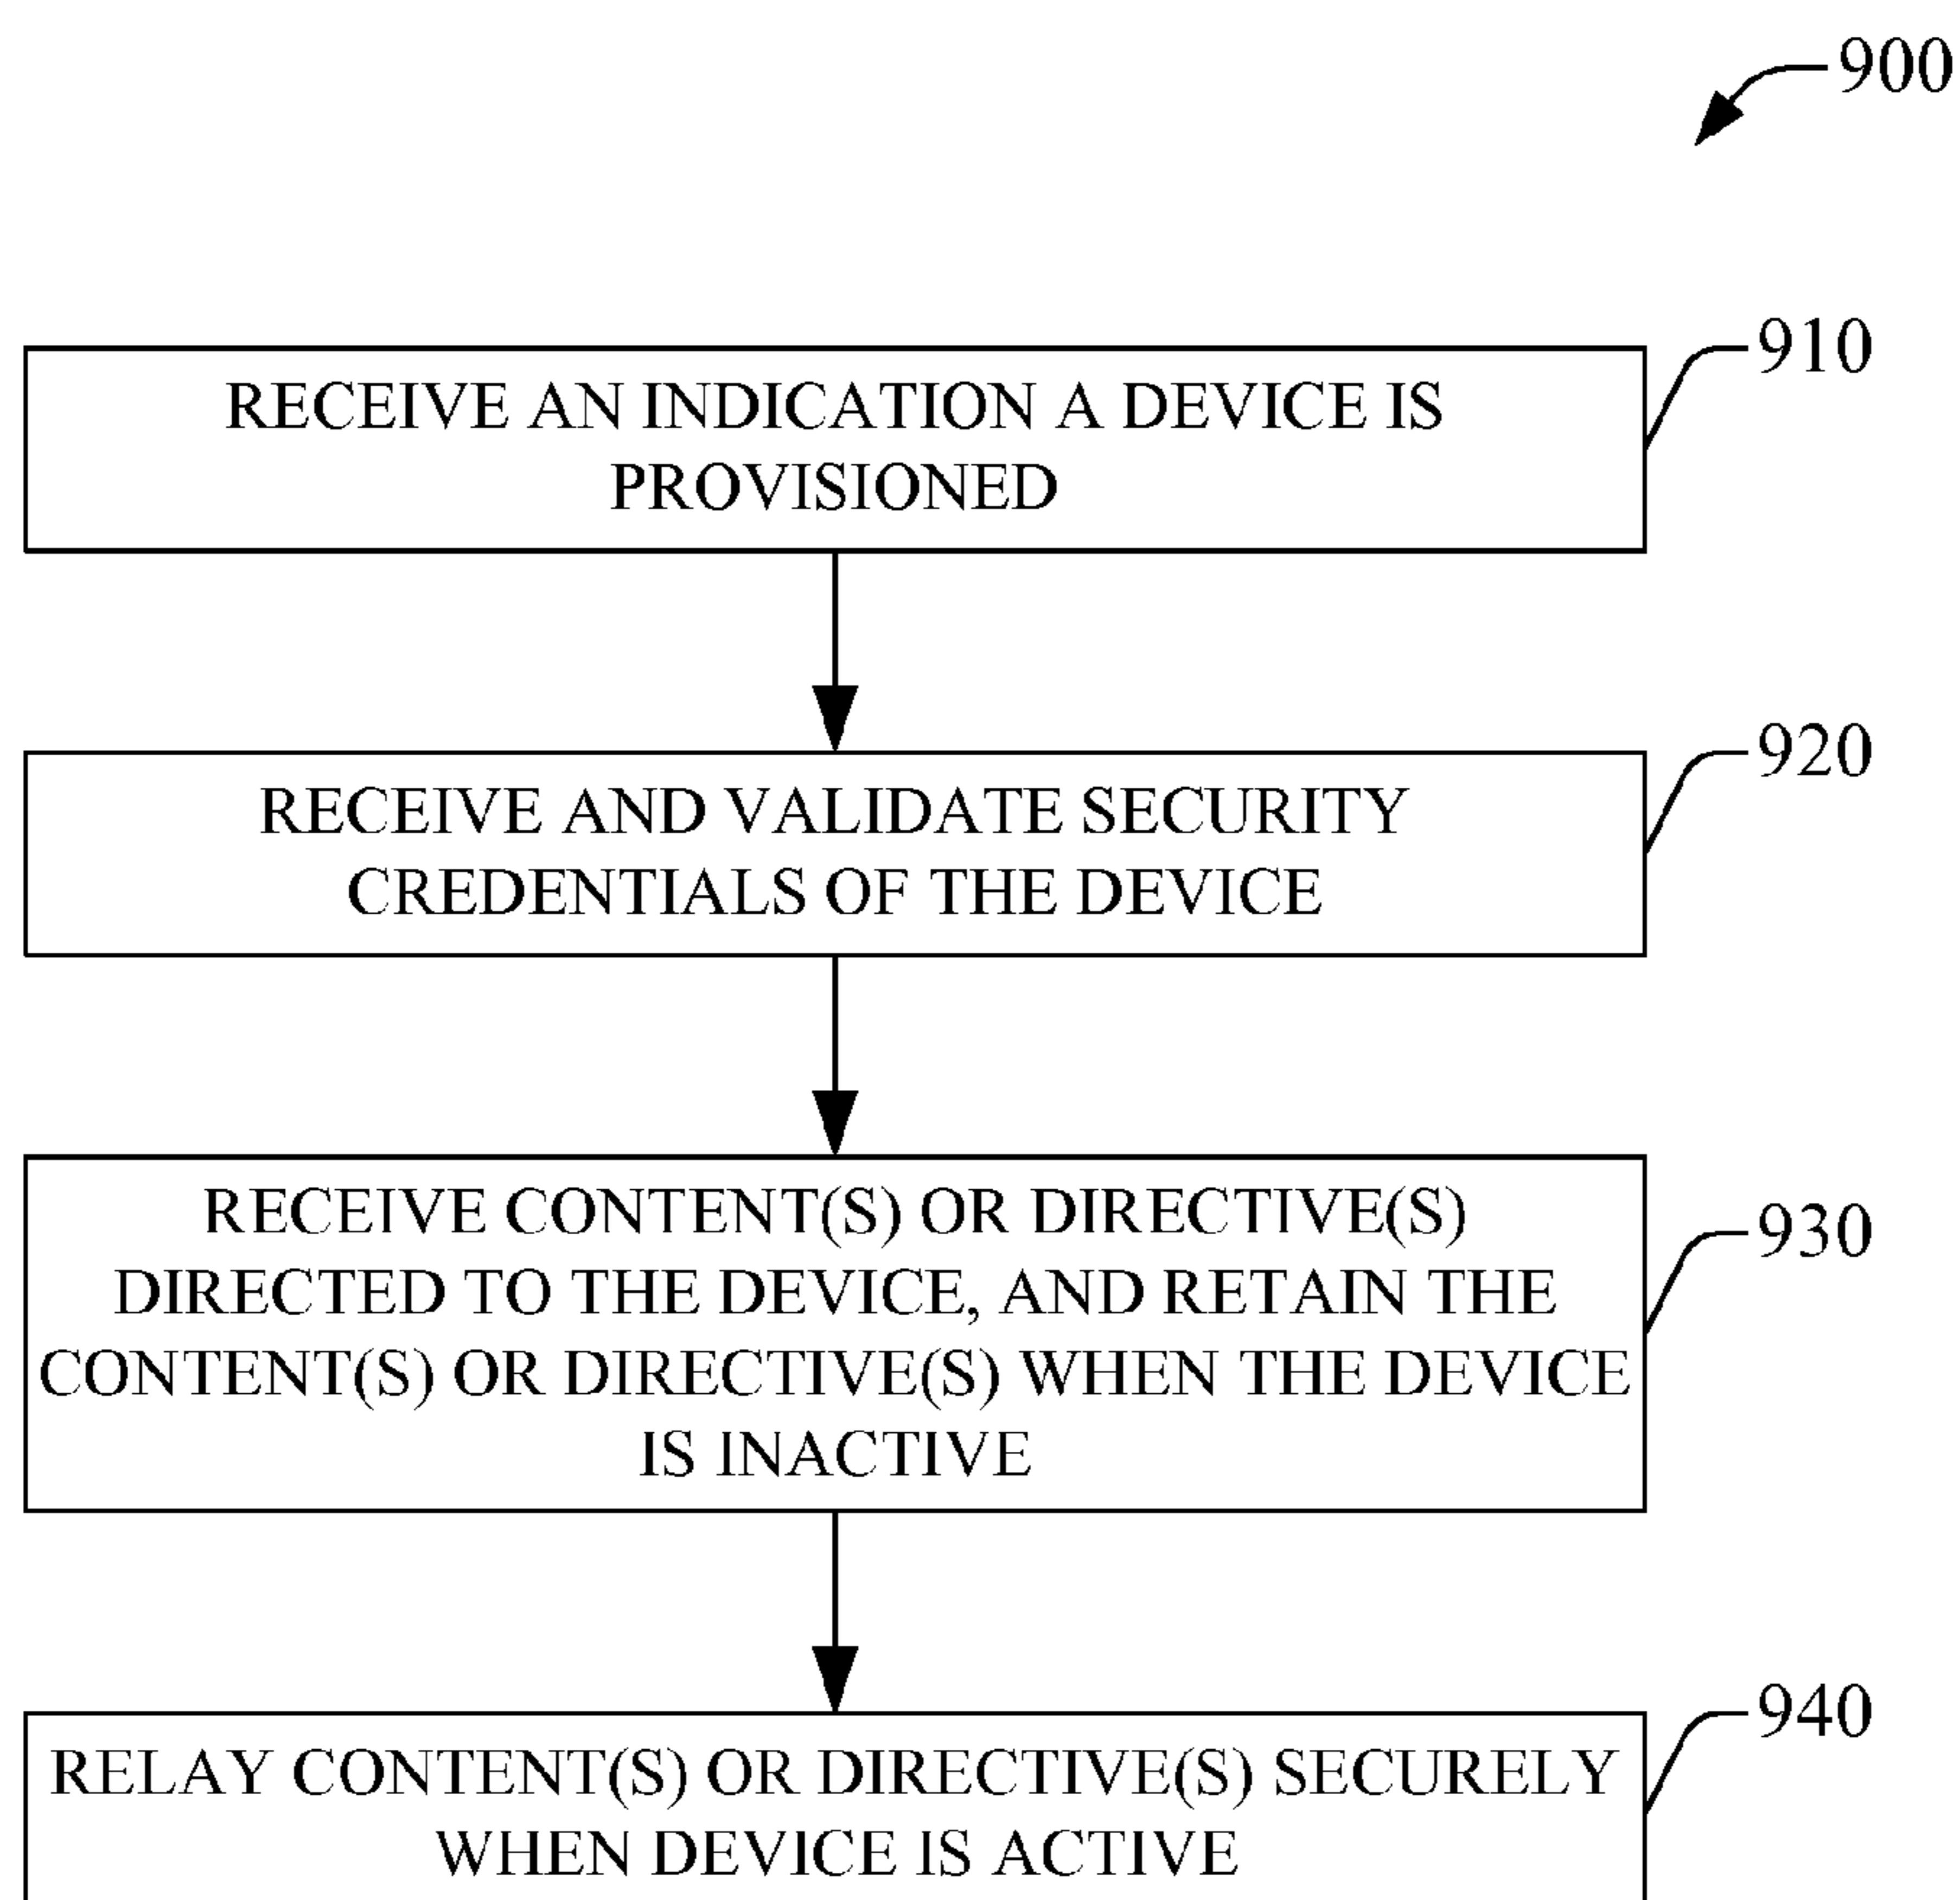 900
910
RECEIVE AN INDICATION A DEVICE IS
PROVISIONED
920
RECEIVE AND VALIDATE SECURITY
CREDENTIALS OF THE DEVICE
930
RECEIVE CONTENT(S) OR DIRECTIVE(S)
DIRECTED TO THE DEVICE, AND RETAIN THE
CONTENT(S) OR DIRECTIVE(S) WHEN THE DEVICE
IS INACTIVE
940
RELAY CONTENT(S) OR DIRECTIVE(S) SECURELY
WHEN DEVICE IS ACTIVE